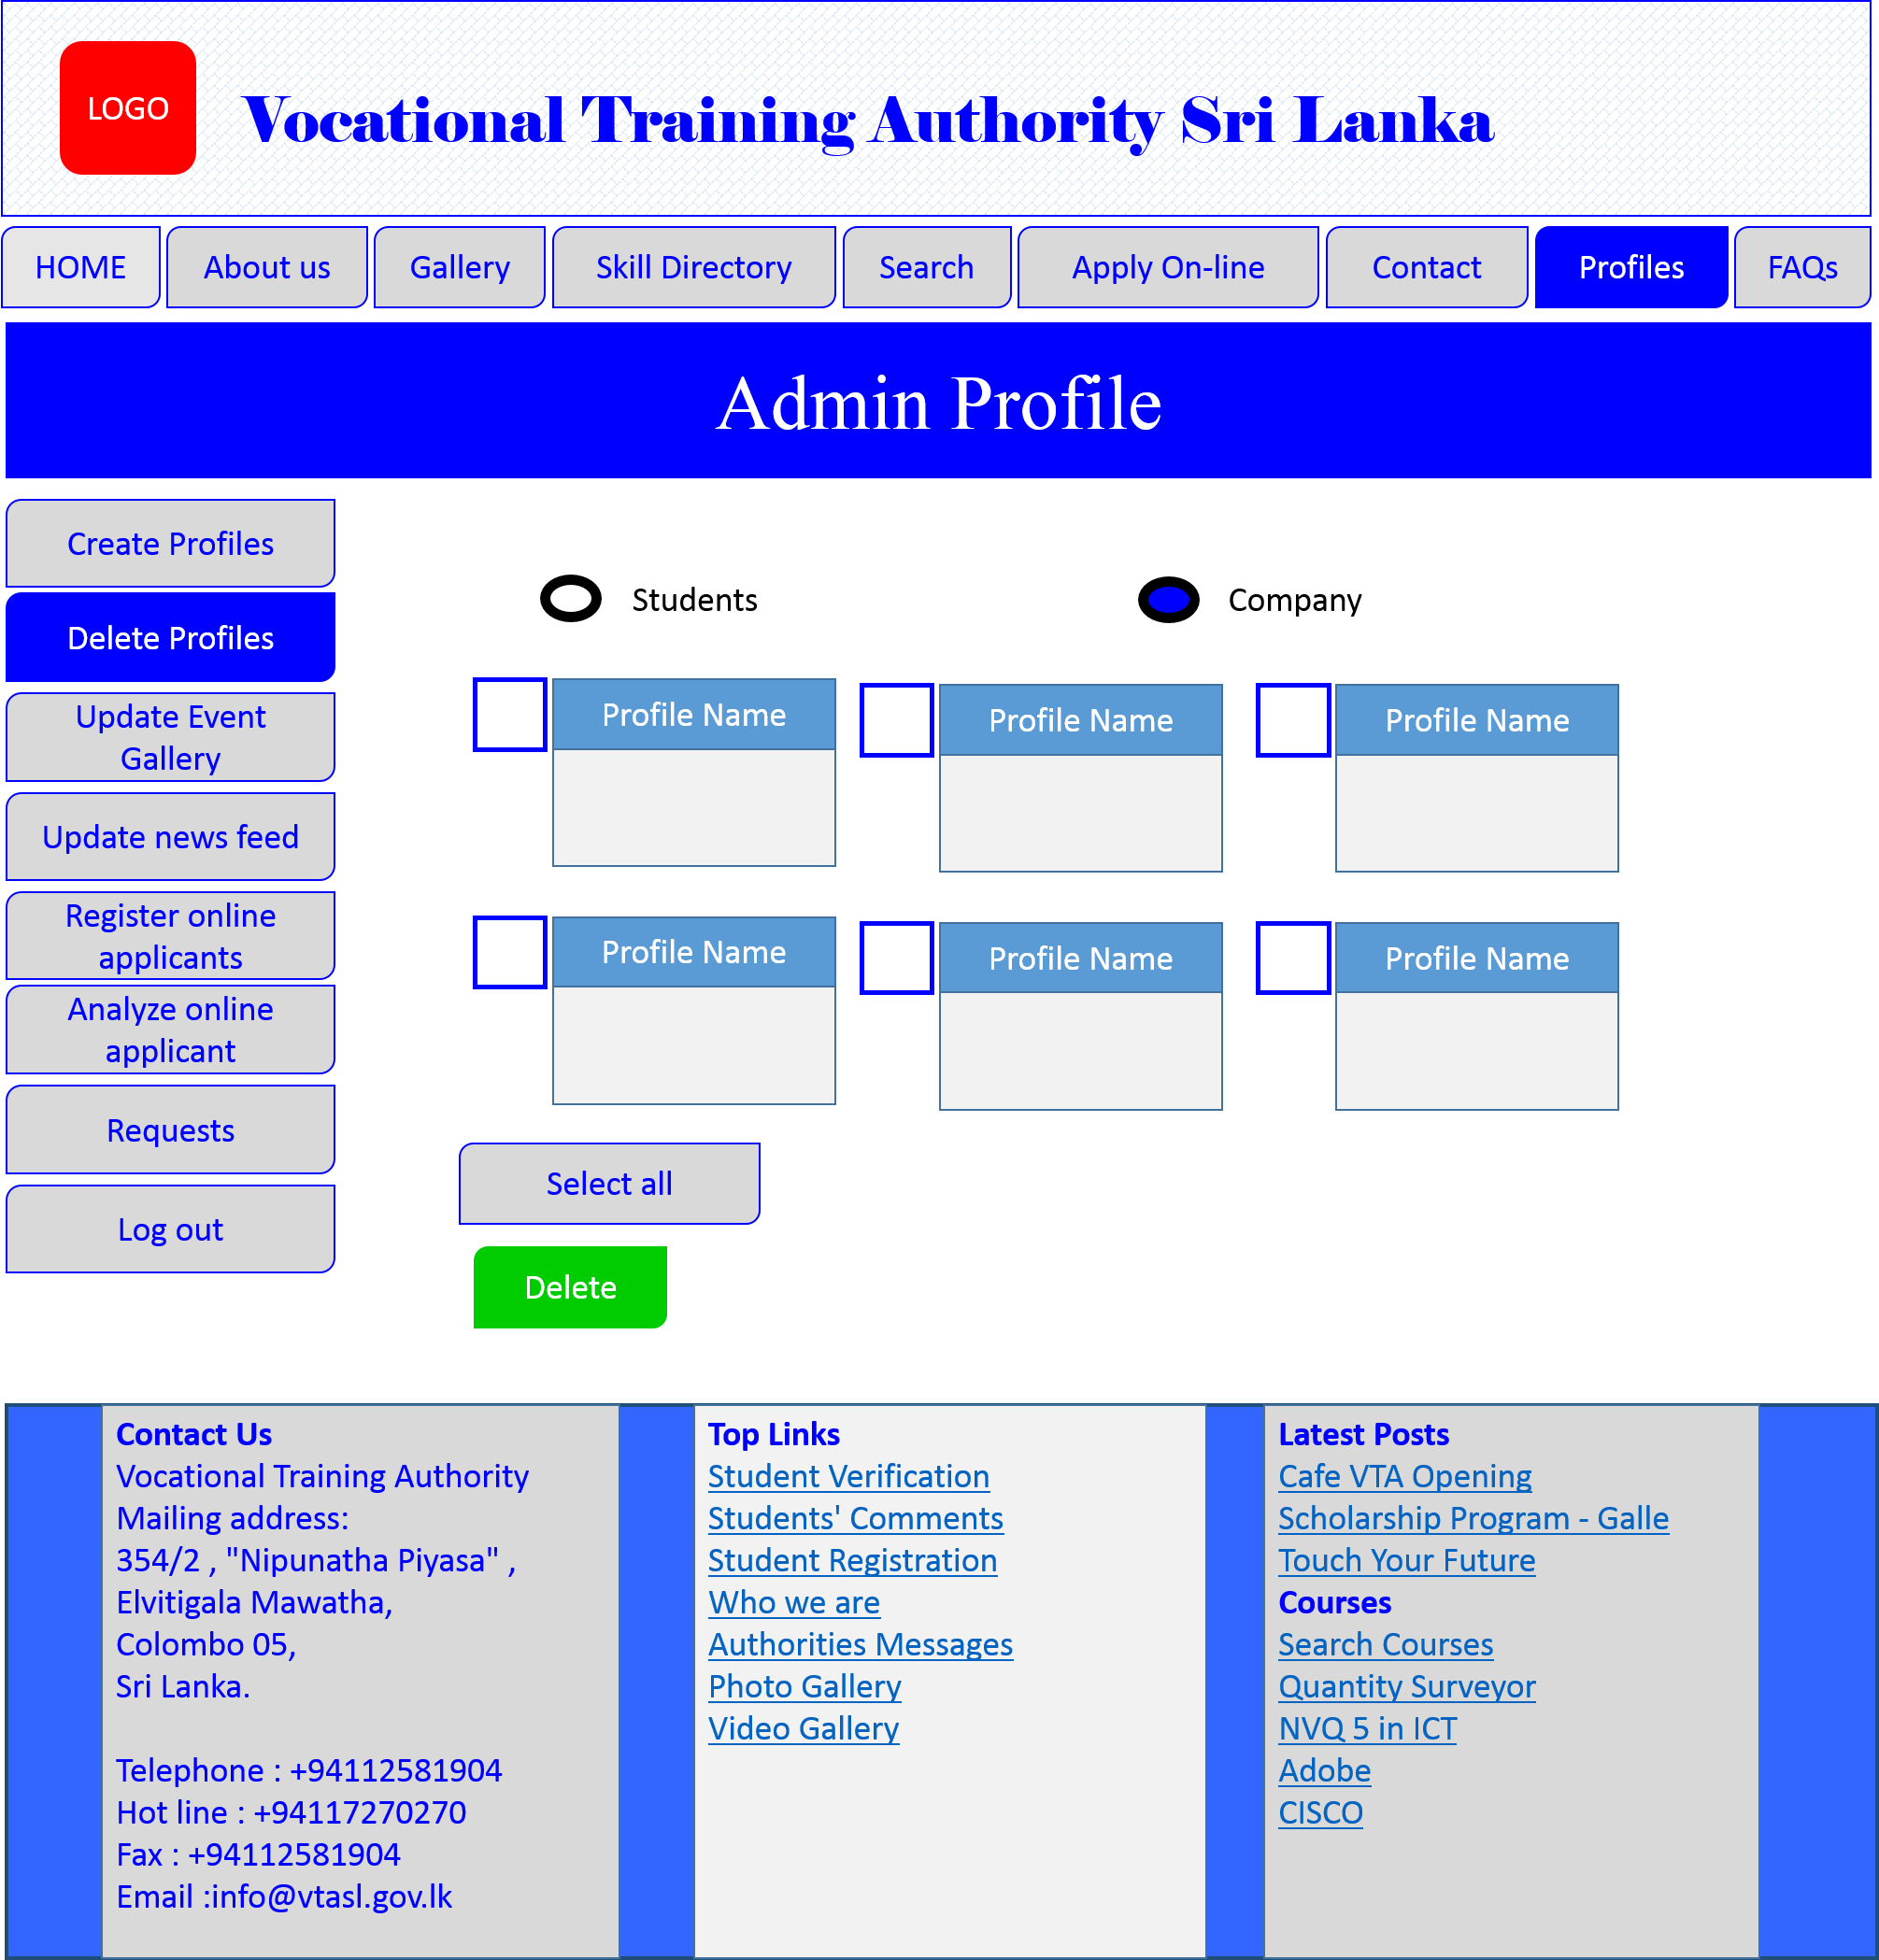 LOGO
Vocational Training Authority Sri Lanka
HOME
About us
Gallery
Skill Directory
Search
Apply On-line
Contact
Profiles
FAQs
Admin Profile
Create Profiles
Delete Profiles
Update Event
Gallery
Update news feed
Register online
applicants
Analyze online
applicant
Requests
Log out
Students
Company
Profile Name
Profile Name
Profile Name
Profile Name
Profile Name
Profile Name
Select all
Delete
Contact Us
Vocational Training Authority
Mailing address:
354/2 , "Nipunatha Piyasa" ,
Elvitigala Mawatha,
Colombo 05,
Sri Lanka.
Telephone : +94112581904
Hot line : +94117270270
Fax : +94112581904
Email :info@vtasl.gov.lk
Top Links
Student Verification
Students' Comments
Student Registration
Who we are
Authorities Messages
Photo Gallery
Video Gallery
Latest Posts
Cafe VTA Opening
Scholarship Program - Galle
Touch Your Future
Courses
Search Courses
Quantity Surveyor
NVQ 5 in ICT
Adobe
CISCO